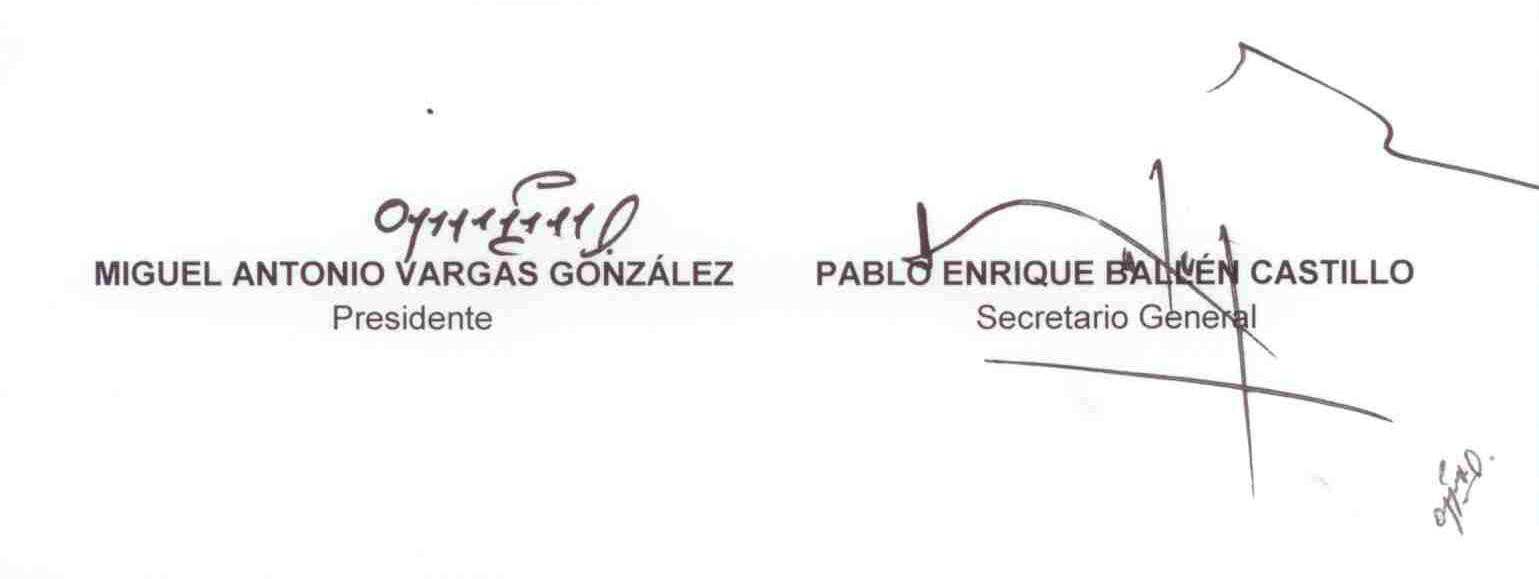 MIGUEL ANTONIO VARGAS GONZÁLEZ
Presidente
PABLO ENRIQUE BALLÉN CASTILLO
Secretario General